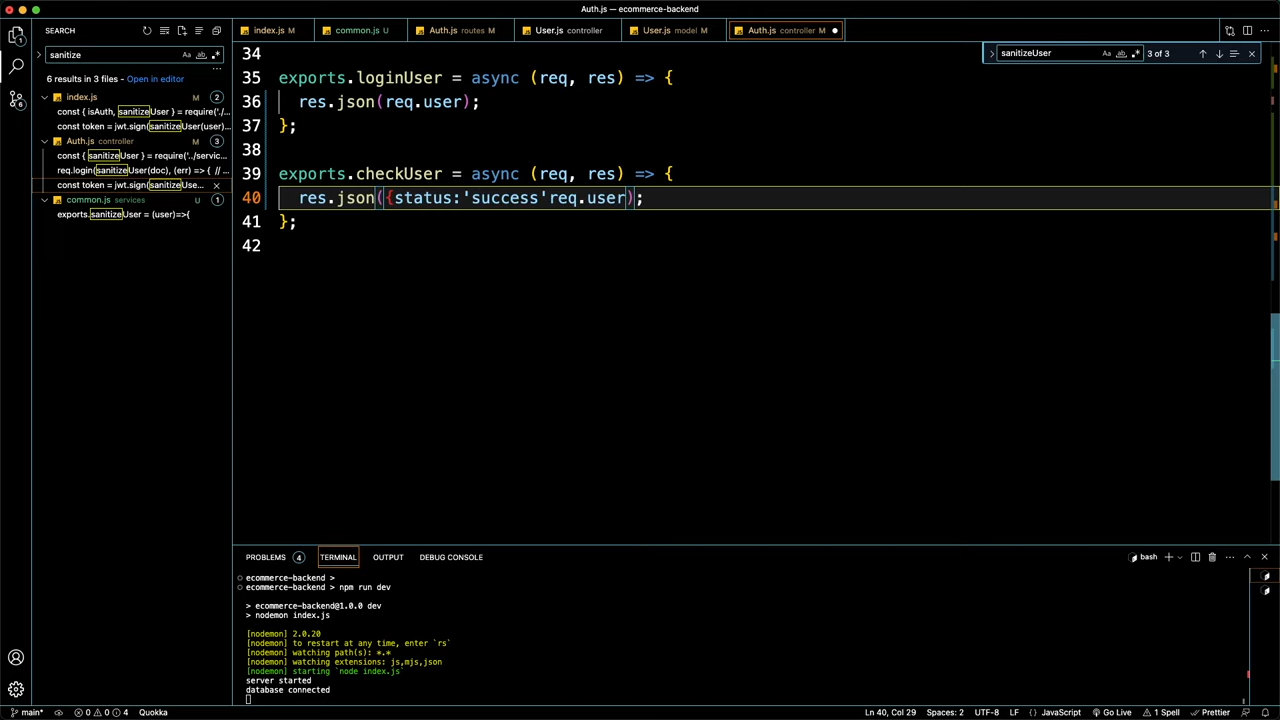 Auth.js — ecommerce-backend
SEARCH
sanitize
6 results in 3 files - Open in editor
index.js M 2
const { isAuth, sanitizeUser } = require('./...
const token = jwt.sign(sanitizeUser(user)...
Auth.js controller 3
const { sanitizeUser } = require('../servic...
req.login(sanitizeUser(doc), (err) => { // ...
const token = jwt.sign(sanitizeUse...
common.js services U 1
exports.sanitizeUser = (user)=>{
index.js M
common.js U
Auth.js routes M
User.js controller
User.js model M
Auth.js controller M
sanitizeUser
3 of 3
34
35 exports.loginUser = async (req, res) => {
36 res.json(req.user);
37 };
38
39 exports.checkUser = async (req, res) => {
40 res.json({status:'success'req.user);
41 };
42
PROBLEMS 4 TERMINAL OUTPUT DEBUG CONSOLE
bash
ecommerce-backend >
ecommerce-backend > npm run dev
> ecommerce-backend@1.0.0 dev
> nodemon index.js
[nodemon] 2.0.20
[nodemon] to restart at any time, enter `rs`
[nodemon] watching path(s): *.*
[nodemon] watching extensions: js,mjs,json
[nodemon] starting `node index.js`
server started
database connected
main* 0 0 4 Quokka
Ln 40, Col 29 Spaces: 2 UTF-8 LF {} JavaScript Go Live 1 Spell Prettier